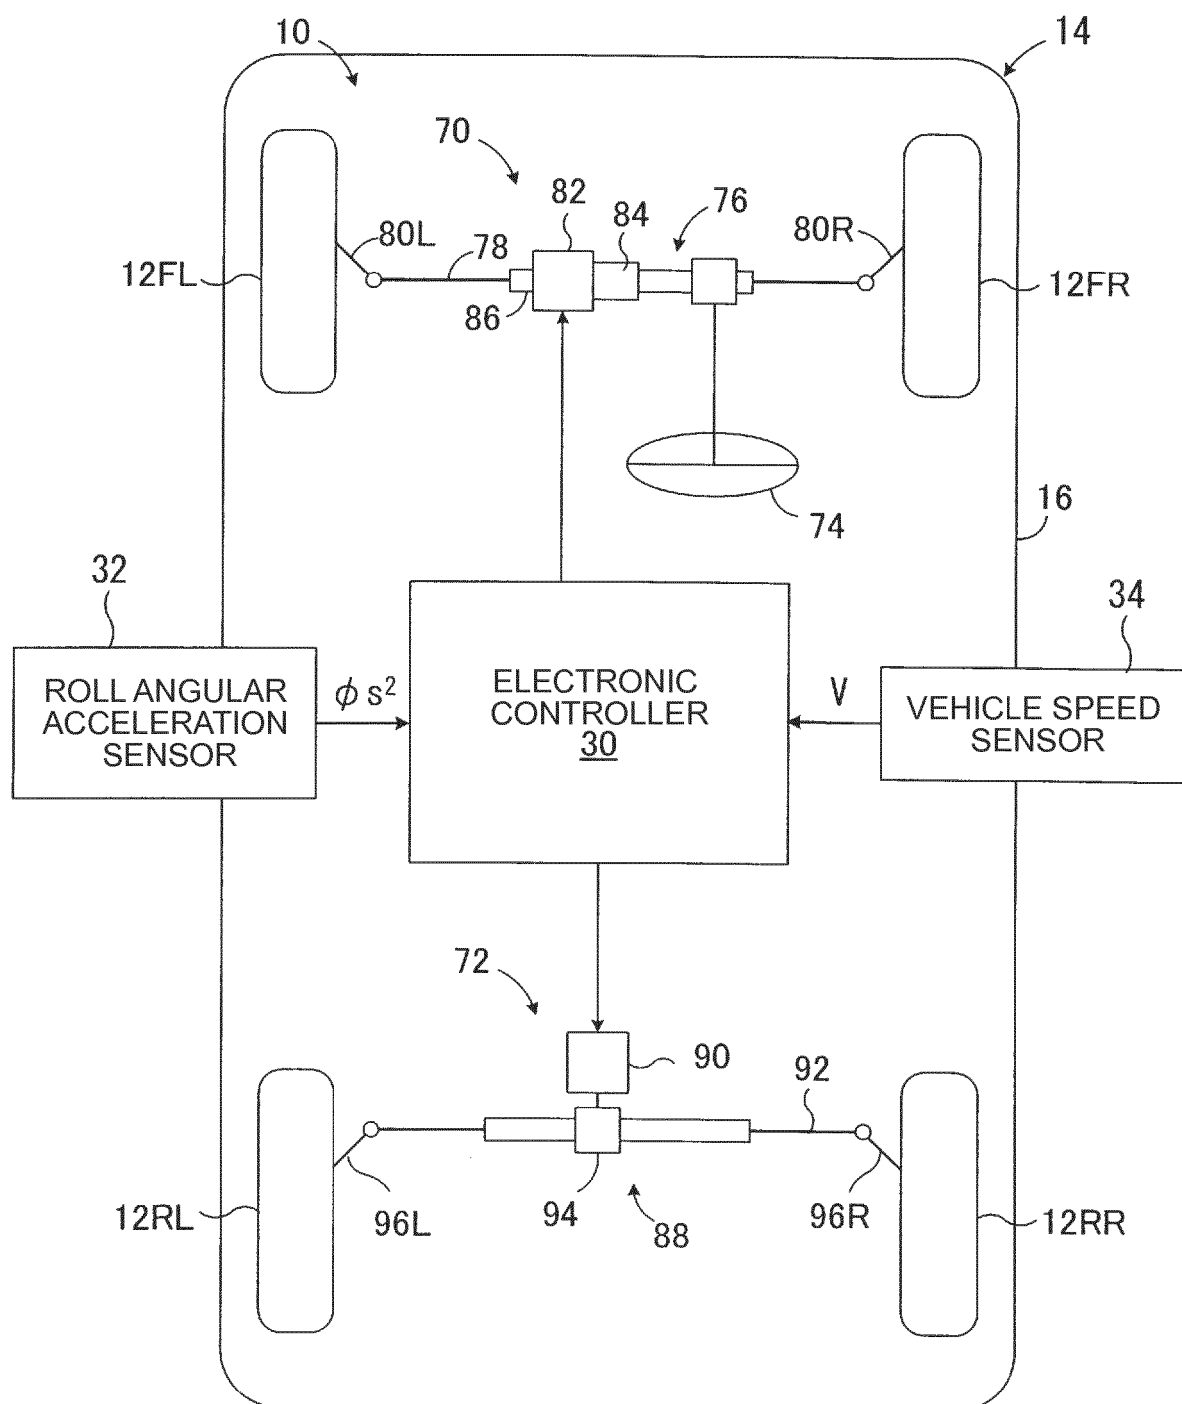 10
14
70
82
84
76
80L
78
80R
12FL
86
12FR
74
16
32
34
ROLL ANGULAR
ACCELERATION
SENSOR
ϕ s²
ELECTRONIC
CONTROLLER
30
V
VEHICLE SPEED
SENSOR
72
90
92
12RL
96L
94
88
96R
12RR